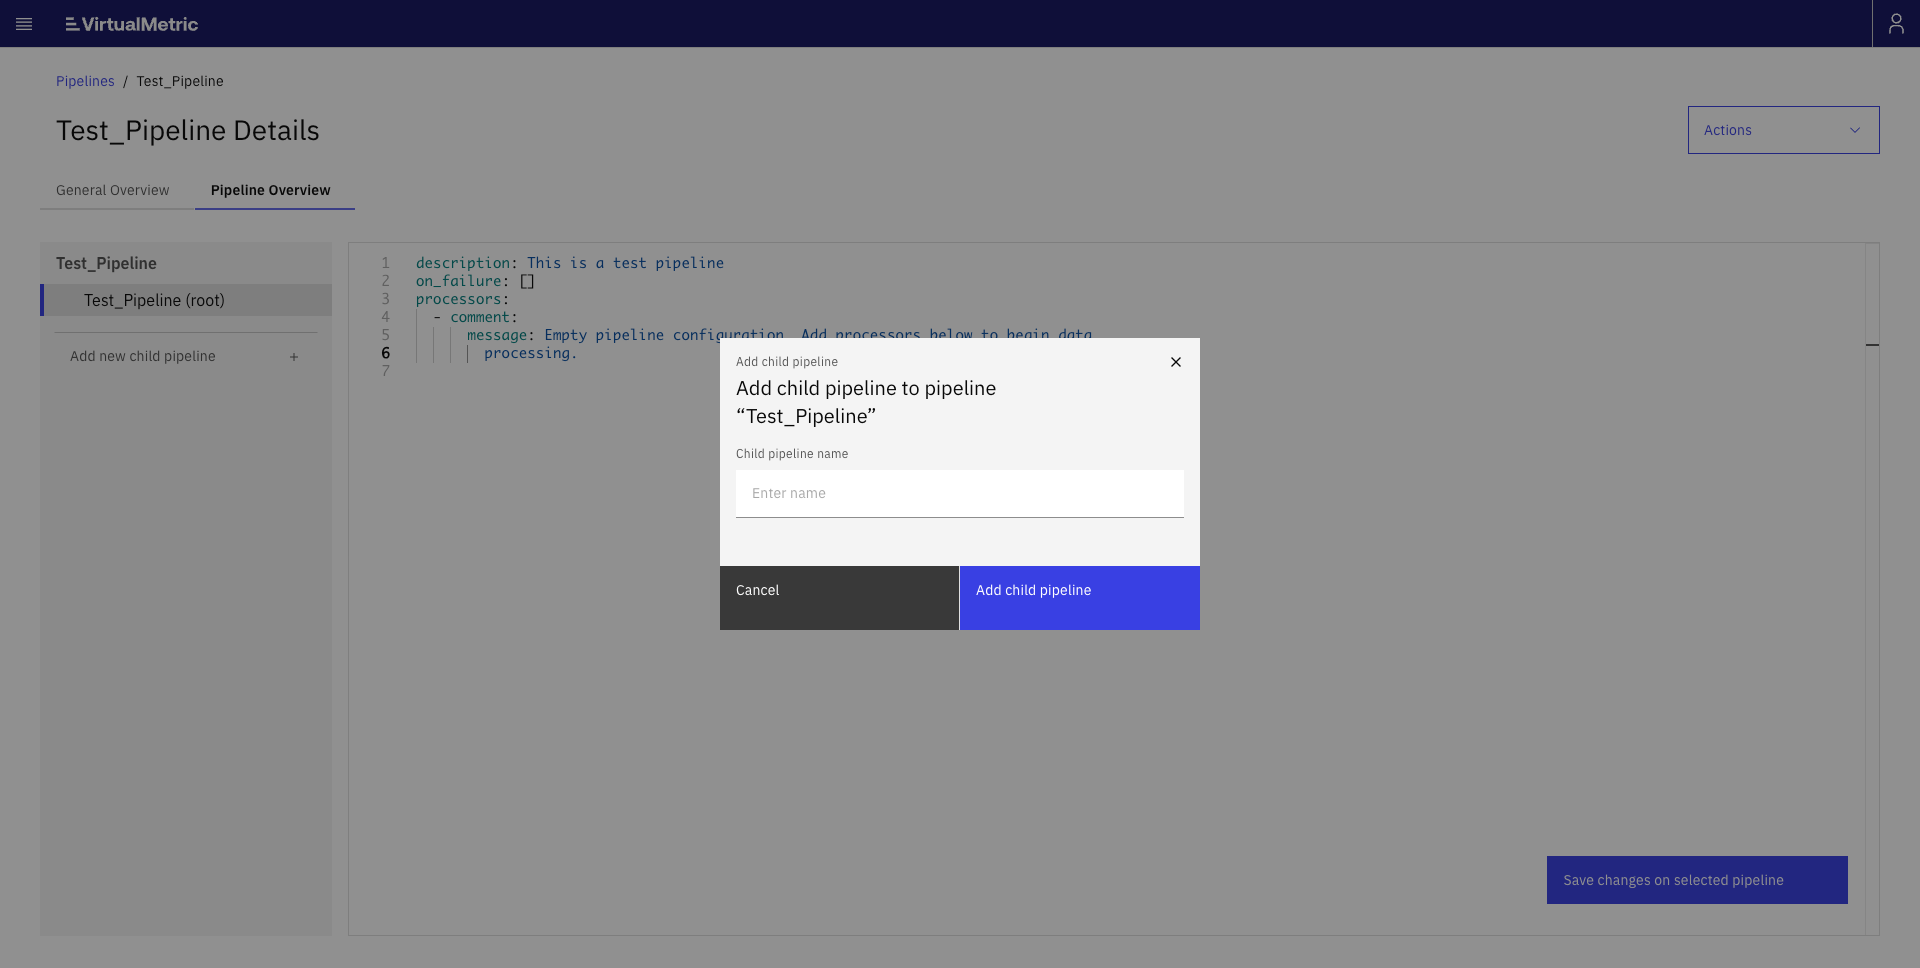 VirtualMetric
Pipelines / Test_Pipeline
Test_Pipeline Details
Actions
General Overview
Pipeline Overview
Test_Pipeline
Test_Pipeline (root)
Add new child pipeline +
1 description: This is a test pipeline
2 on_failure: []
3 processors:
4 - comment:
5 message: Empty pipeline configuration. Add processors below to begin data
6 processing.
7
Add child pipeline
Add child pipeline to pipeline
“Test_Pipeline”
Child pipeline name
Enter name
Cancel
Add child pipeline
Save changes on selected pipeline